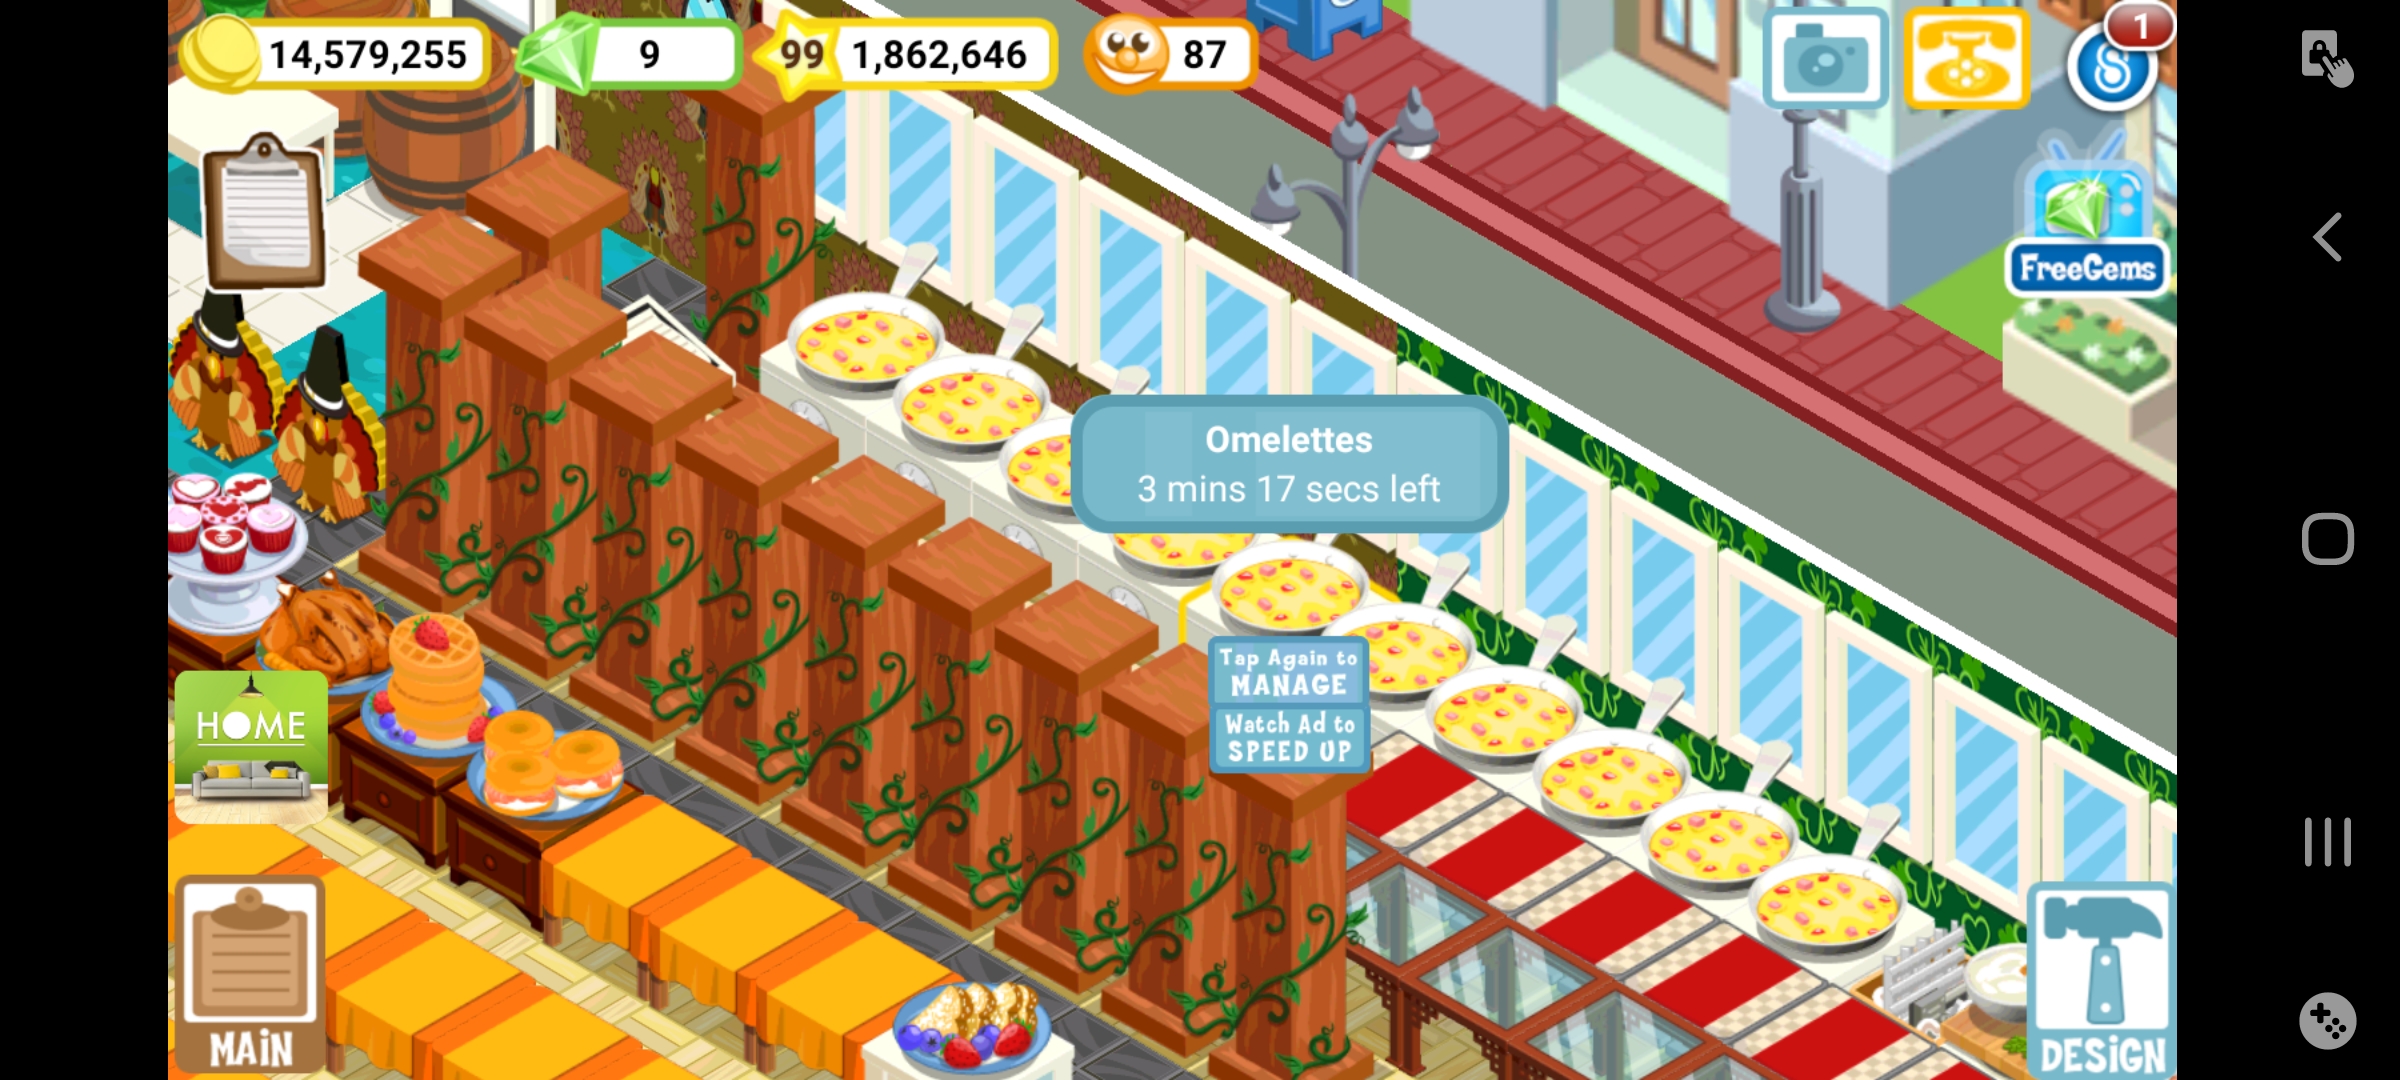 14,579,255
9
99 1,862,646
87
1
FreeGems
Omelettes
3 mins 17 secs left
Tap Again to
MANAGE
Watch Ad to
SPEED UP
HOME
MAiN
DESiGN